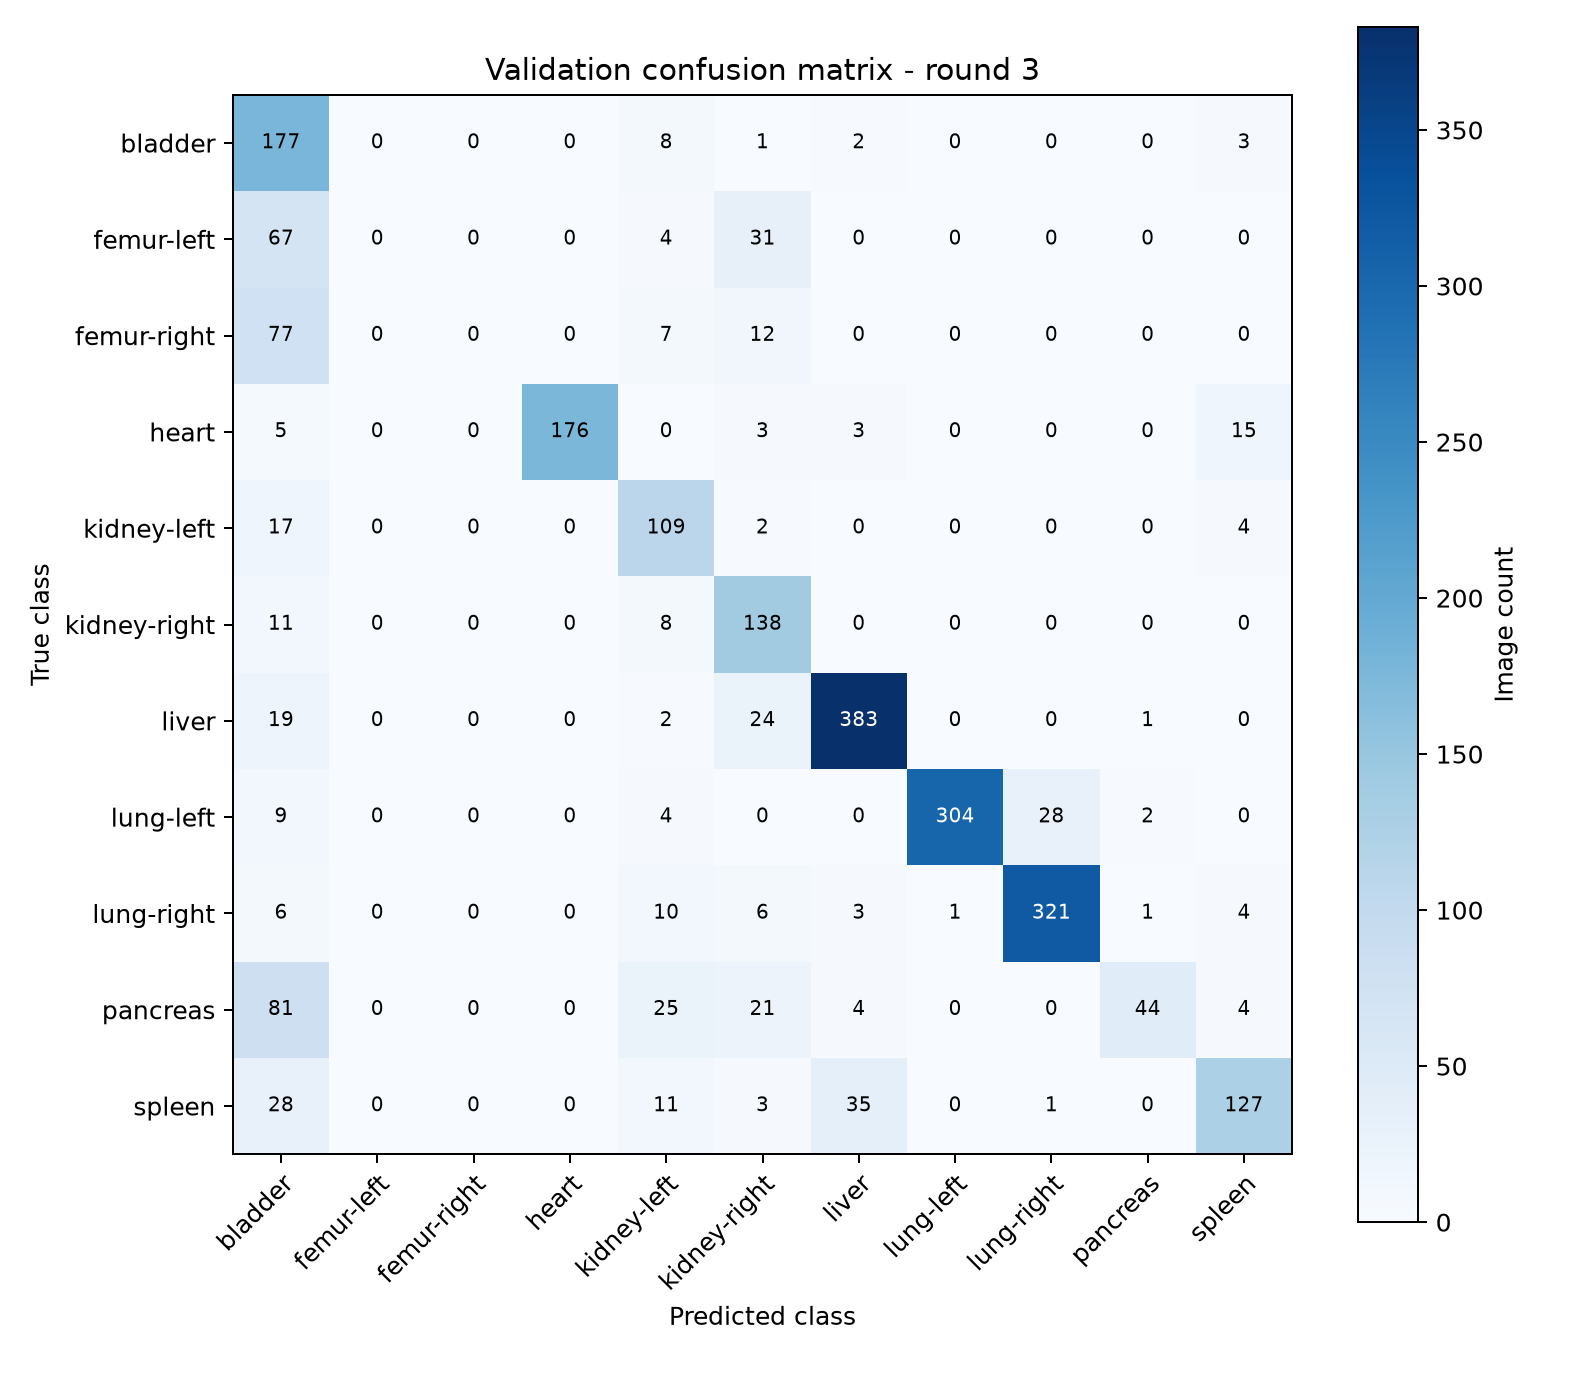 Validation confusion matrix - round 3
bladder 177 0 0 0 8 1 2 0 0 0 3
femur-left 67 0 0 0 4 31 0 0 0 0 0
femur-right 77 0 0 0 7 12 0 0 0 0 0
heart 5 0 0 176 0 3 3 0 0 0 15
kidney-left 17 0 0 0 109 2 0 0 0 0 4
kidney-right 11 0 0 0 8 138 0 0 0 0 0
liver 19 0 0 0 2 24 383 0 0 1 0
lung-left 9 0 0 0 4 0 0 304 28 2 0
lung-right 6 0 0 0 10 6 3 1 321 1 4
pancreas 81 0 0 0 25 21 4 0 0 44 4
spleen 28 0 0 0 11 3 35 0 1 0 127
True class
bladder femur-left femur-right heart kidney-left kidney-right liver lung-left lung-right pancreas spleen
Predicted class
350
300
250
200
150
100
50
0
Image count